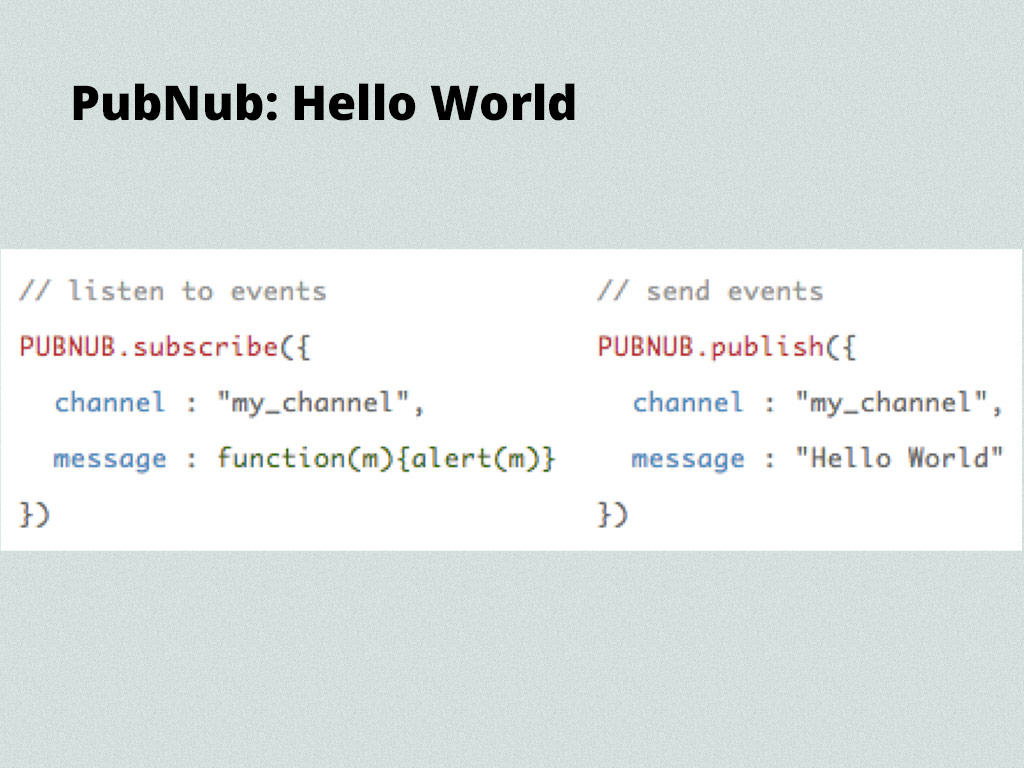 PubNub: Hello World
// listen to events
PUBNUB.subscribe({
channel : "my_channel",
message : function(m){alert(m)}
})
// send events
PUBNUB.publish({
channel : "my_channel",
message : "Hello World"
})